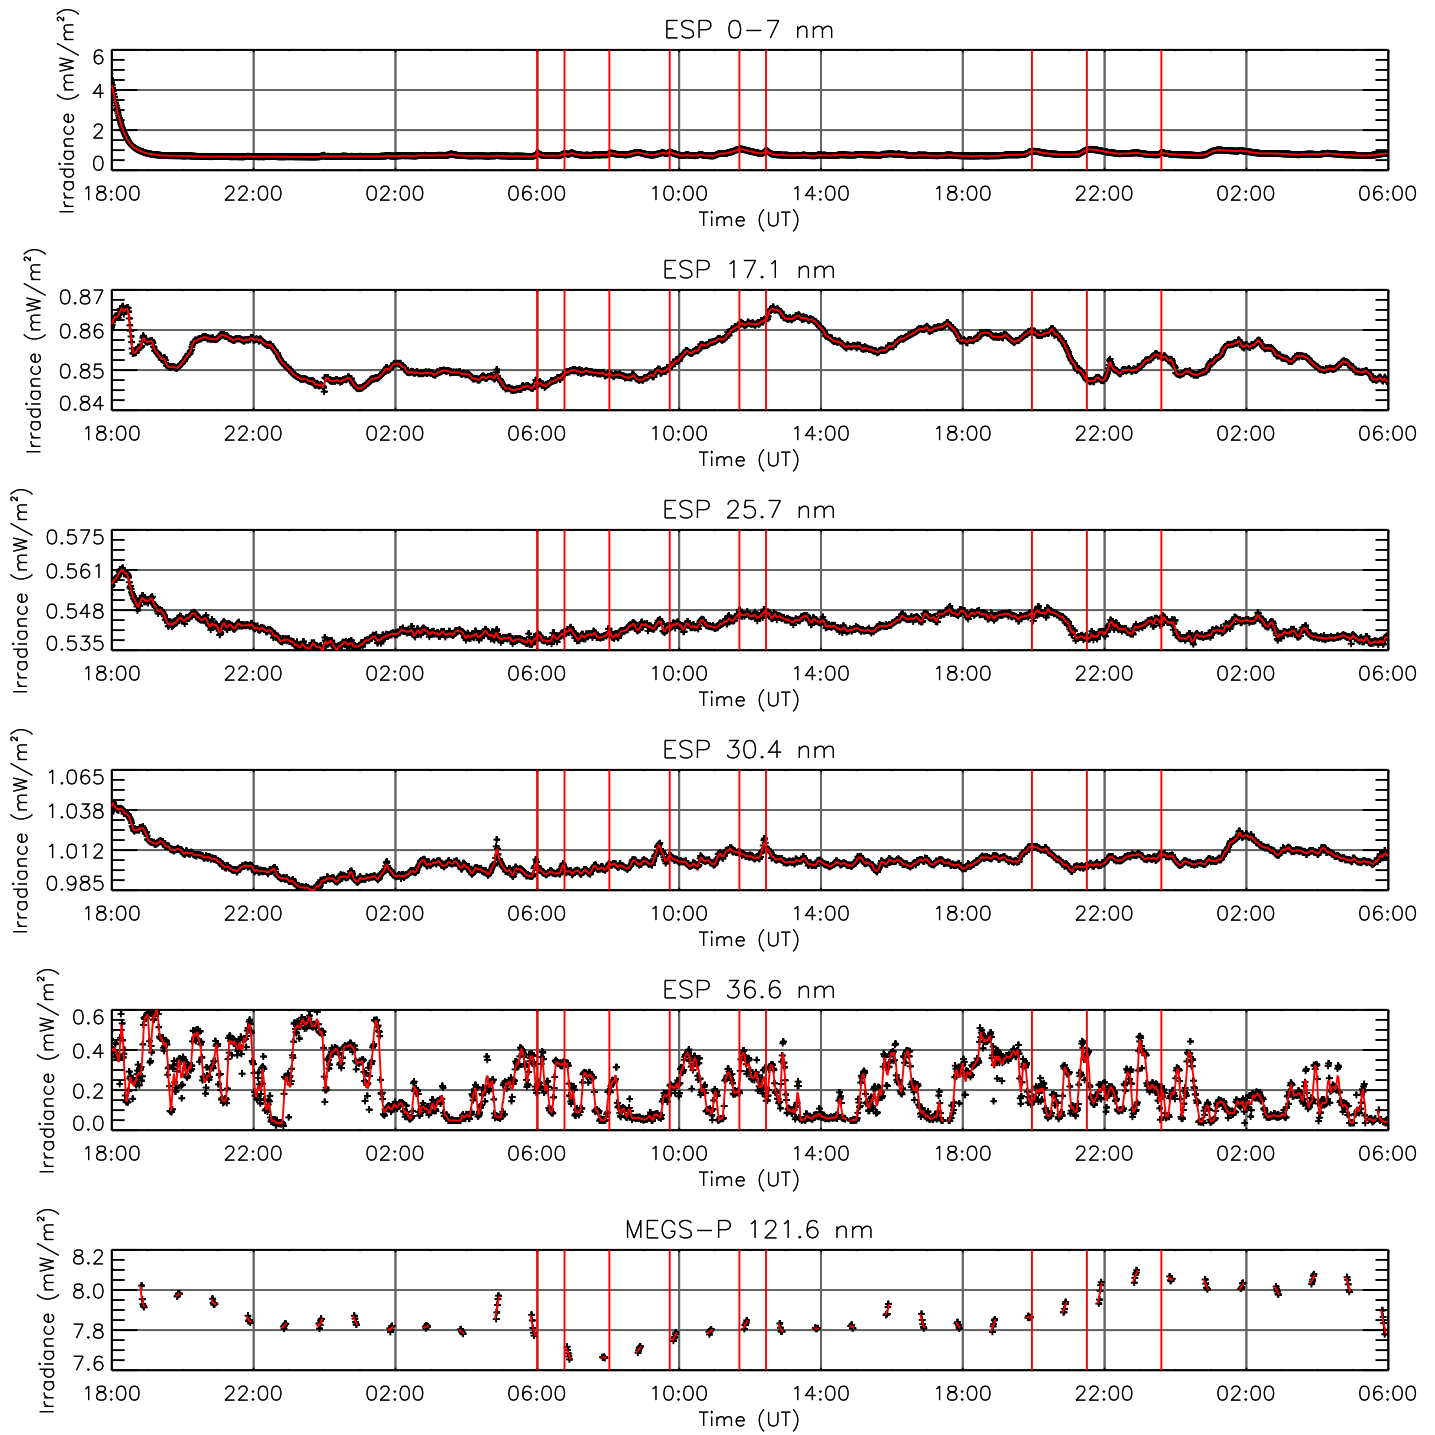 ESP 0-7 nm
Irradiance (mW/m²)
6
4
2
0
18:00 22:00 02:00 06:00 10:00 14:00 18:00 22:00 02:00 06:00
Time (UT)
ESP 17.1 nm
Irradiance (mW/m²)
0.87
0.86
0.85
0.84
18:00 22:00 02:00 06:00 10:00 14:00 18:00 22:00 02:00 06:00
Time (UT)
ESP 25.7 nm
Irradiance (mW/m²)
0.575
0.561
0.548
0.535
18:00 22:00 02:00 06:00 10:00 14:00 18:00 22:00 02:00 06:00
Time (UT)
ESP 30.4 nm
Irradiance (mW/m²)
1.065
1.038
1.012
0.985
18:00 22:00 02:00 06:00 10:00 14:00 18:00 22:00 02:00 06:00
Time (UT)
ESP 36.6 nm
Irradiance (mW/m²)
0.6
0.4
0.2
0.0
18:00 22:00 02:00 06:00 10:00 14:00 18:00 22:00 02:00 06:00
Time (UT)
MEGS-P 121.6 nm
Irradiance (mW/m²)
8.2
8.0
7.8
7.6
18:00 22:00 02:00 06:00 10:00 14:00 18:00 22:00 02:00 06:00
Time (UT)